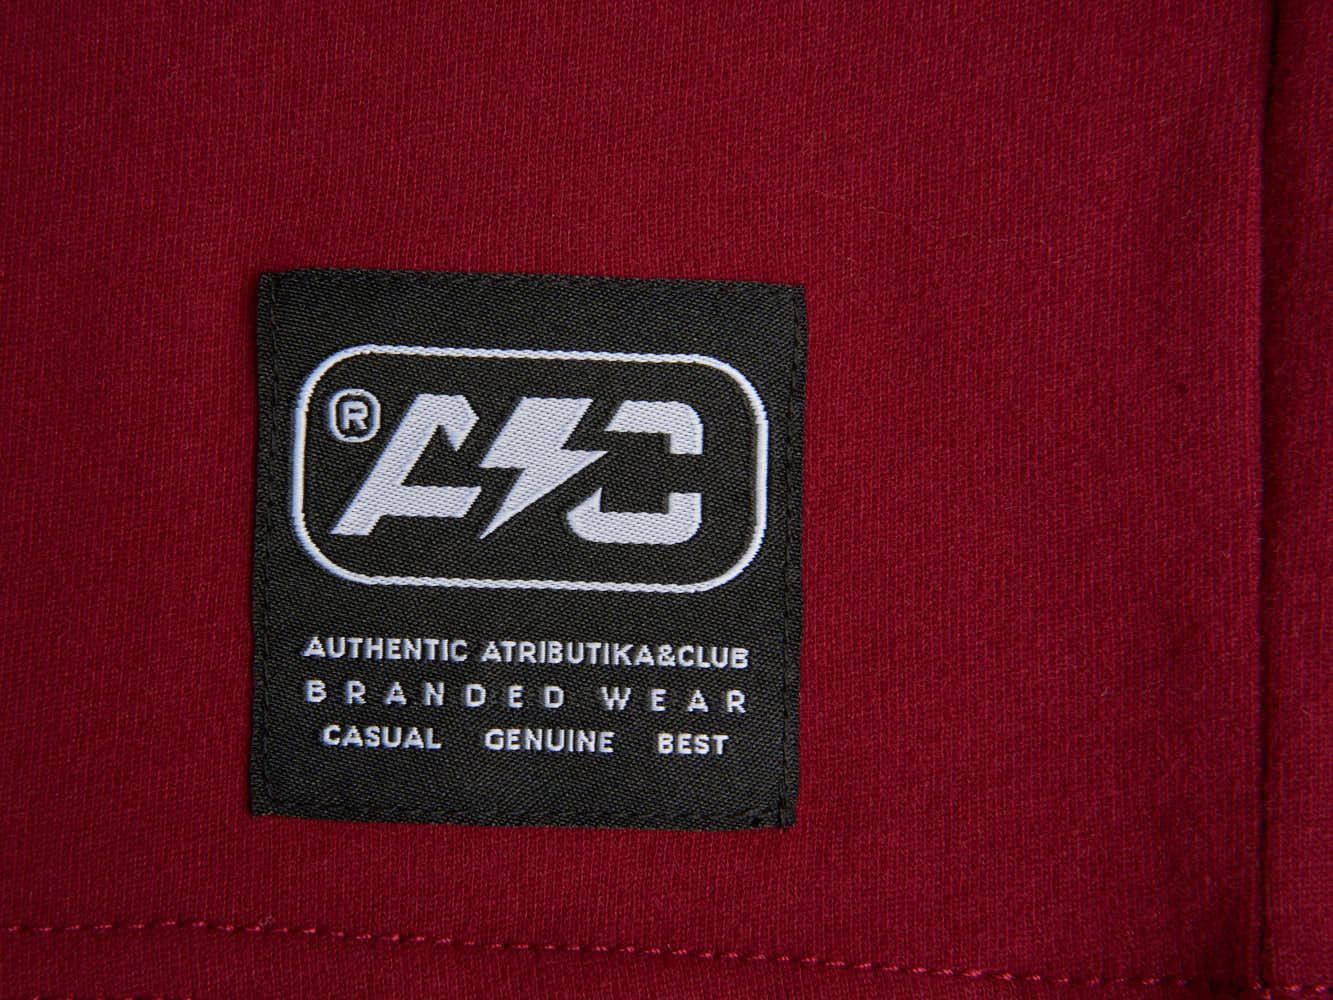 ® A C
AUTHENTIC ATRIBUTIKA&CLUB
BRANDED WEAR
CASUAL GENUINE BEST